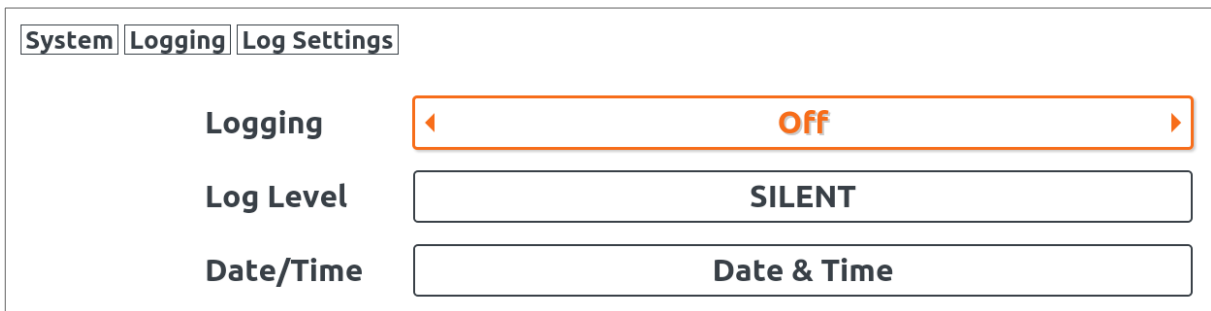 System Logging Log Settings
Logging Off
Log Level SILENT
Date/Time Date & Time